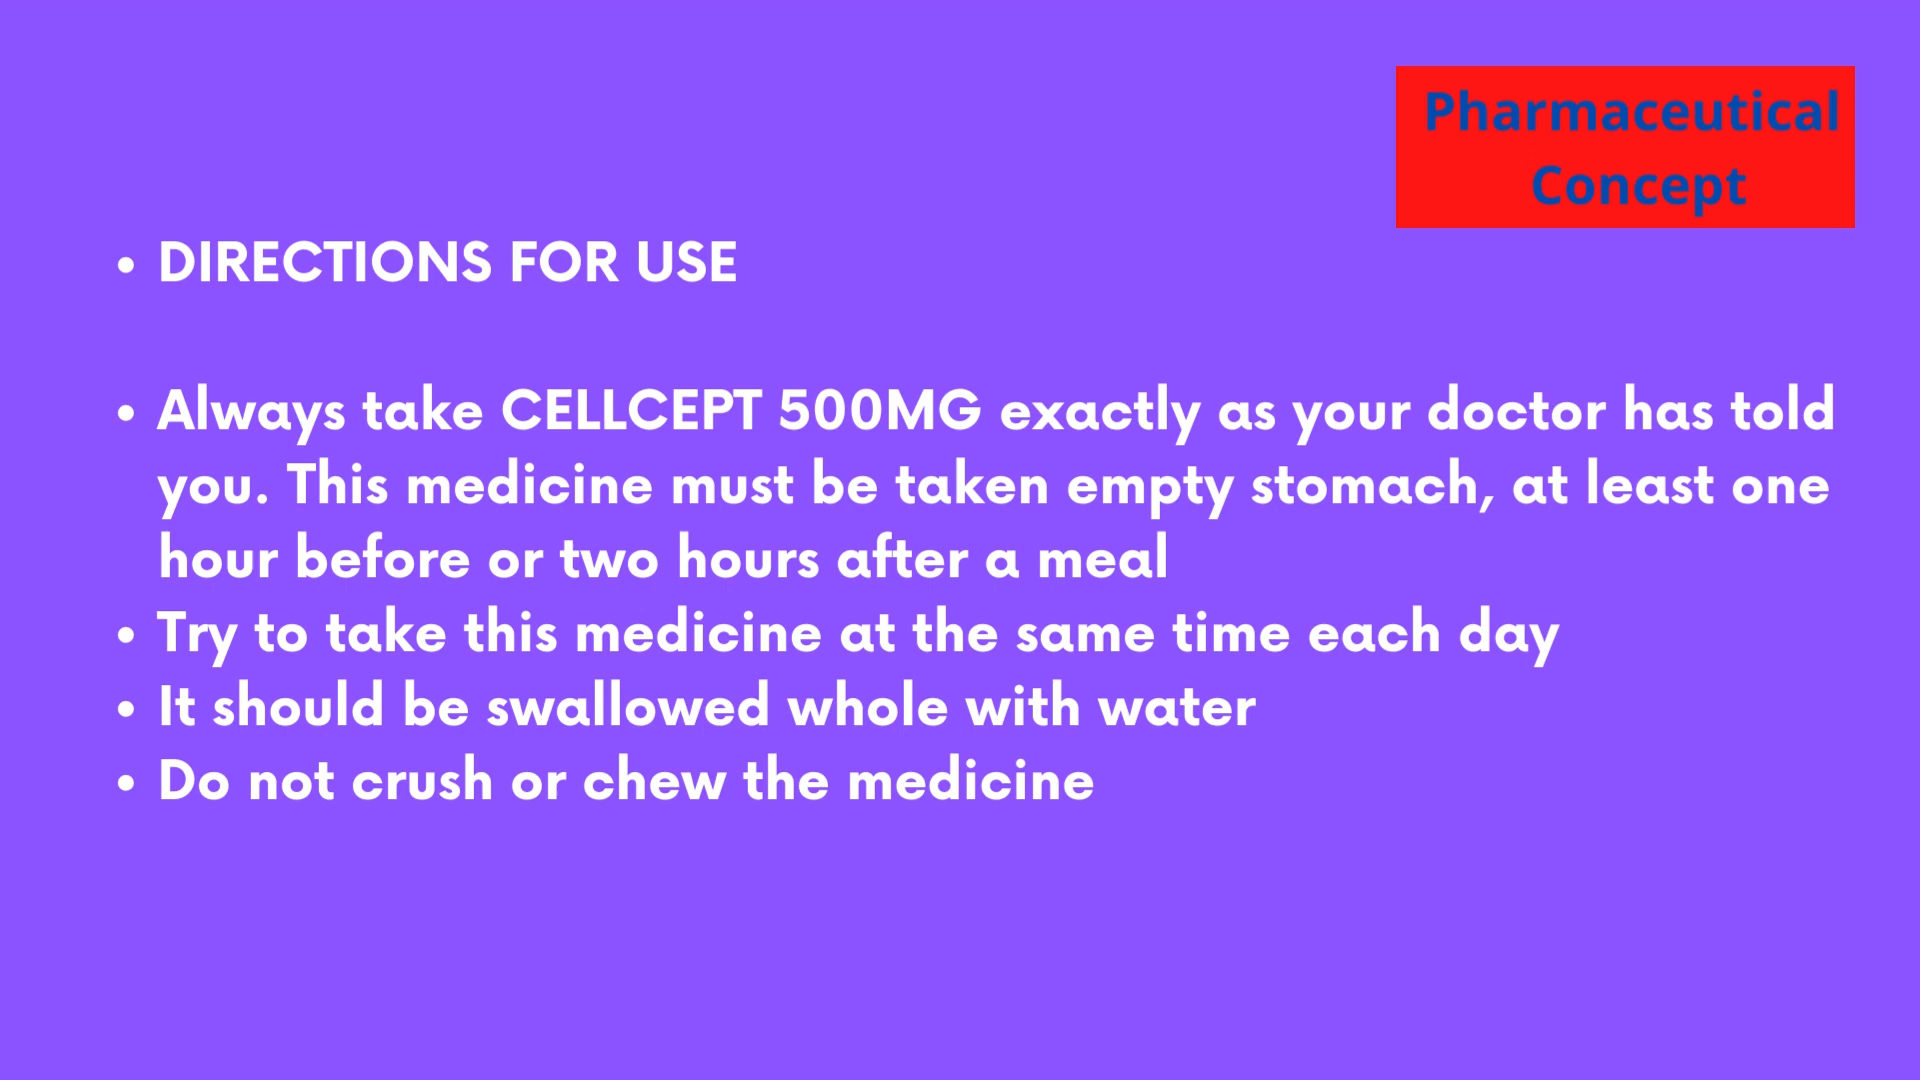 Pharmaceutical
Concept
• DIRECTIONS FOR USE
• Always take CELLCEPT 500MG exactly as your doctor has told
you. This medicine must be taken empty stomach, at least one
hour before or two hours after a meal
• Try to take this medicine at the same time each day
• It should be swallowed whole with water
• Do not crush or chew the medicine